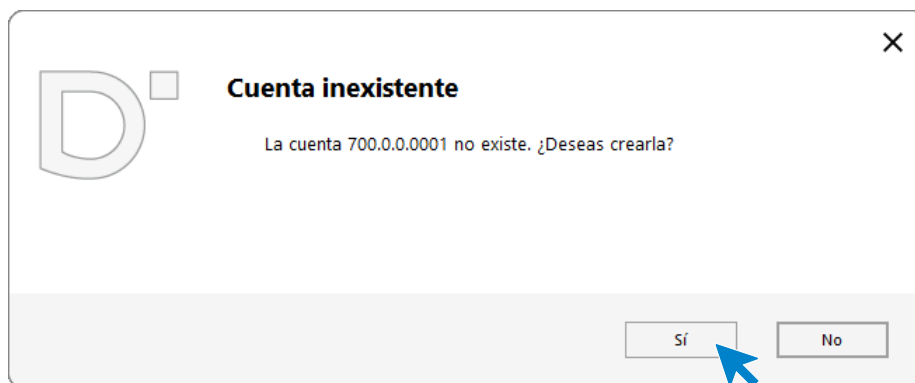 Cuenta inexistente
La cuenta 700.0.0.0001 no existe. ¿Deseas crearla?
Sí
No